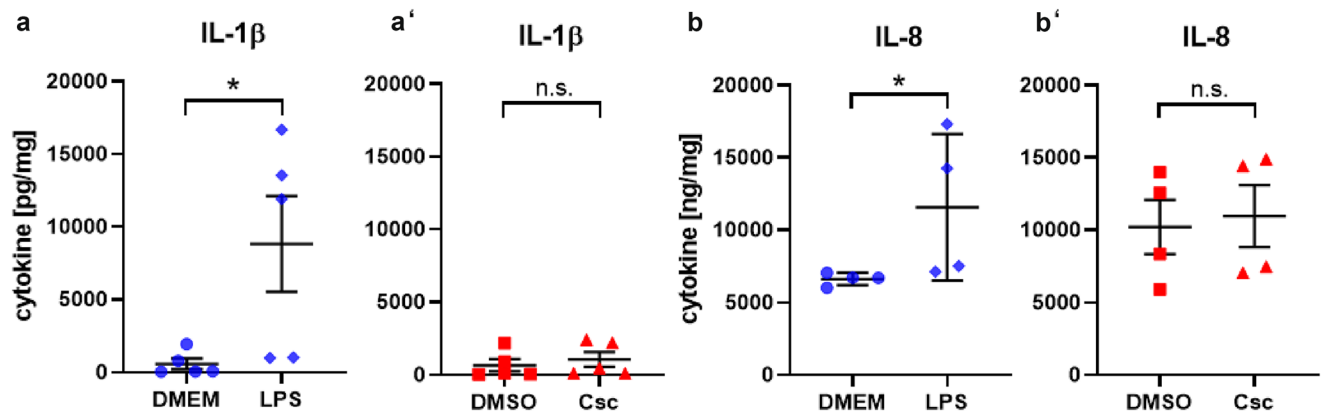 a
IL-1β
a‘
IL-1β
b
IL-8
b‘
IL-8
cytokine [pg/mg]
20000
15000
10000
5000
0
*
DMEM
LPS
20000
15000
10000
5000
0
n.s.
DMSO
Csc
cytokine [ng/mg]
20000
15000
10000
5000
0
*
DMEM
LPS
20000
15000
10000
5000
0
n.s.
DMSO
Csc